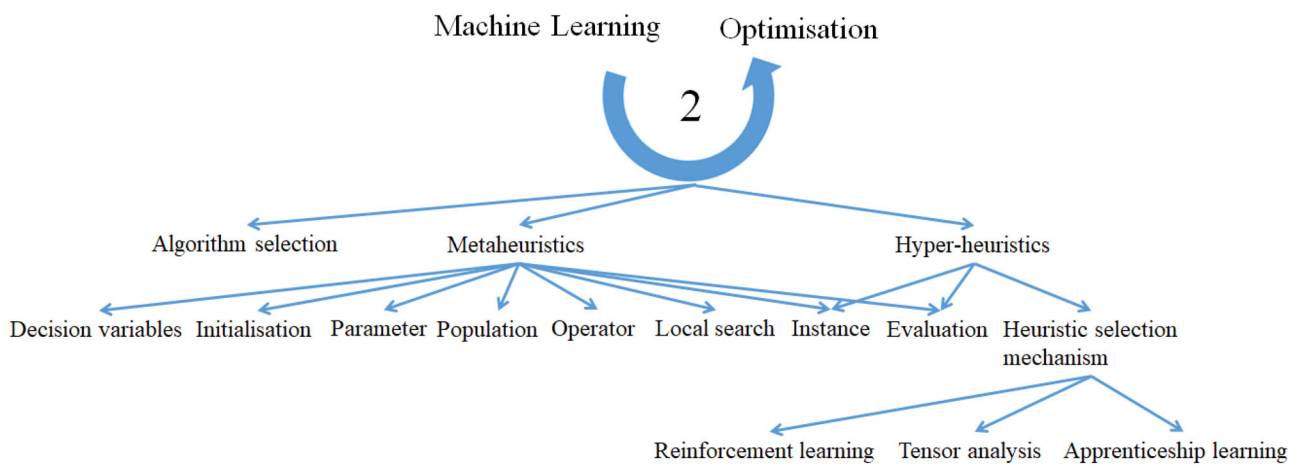 Machine Learning
Optimisation
2
Algorithm selection
Metaheuristics
Hyper-heuristics
Decision variables
Initialisation
Parameter
Population
Operator
Local search
Instance
Evaluation
Heuristic selection
mechanism
Reinforcement learning
Tensor analysis
Apprenticeship learning